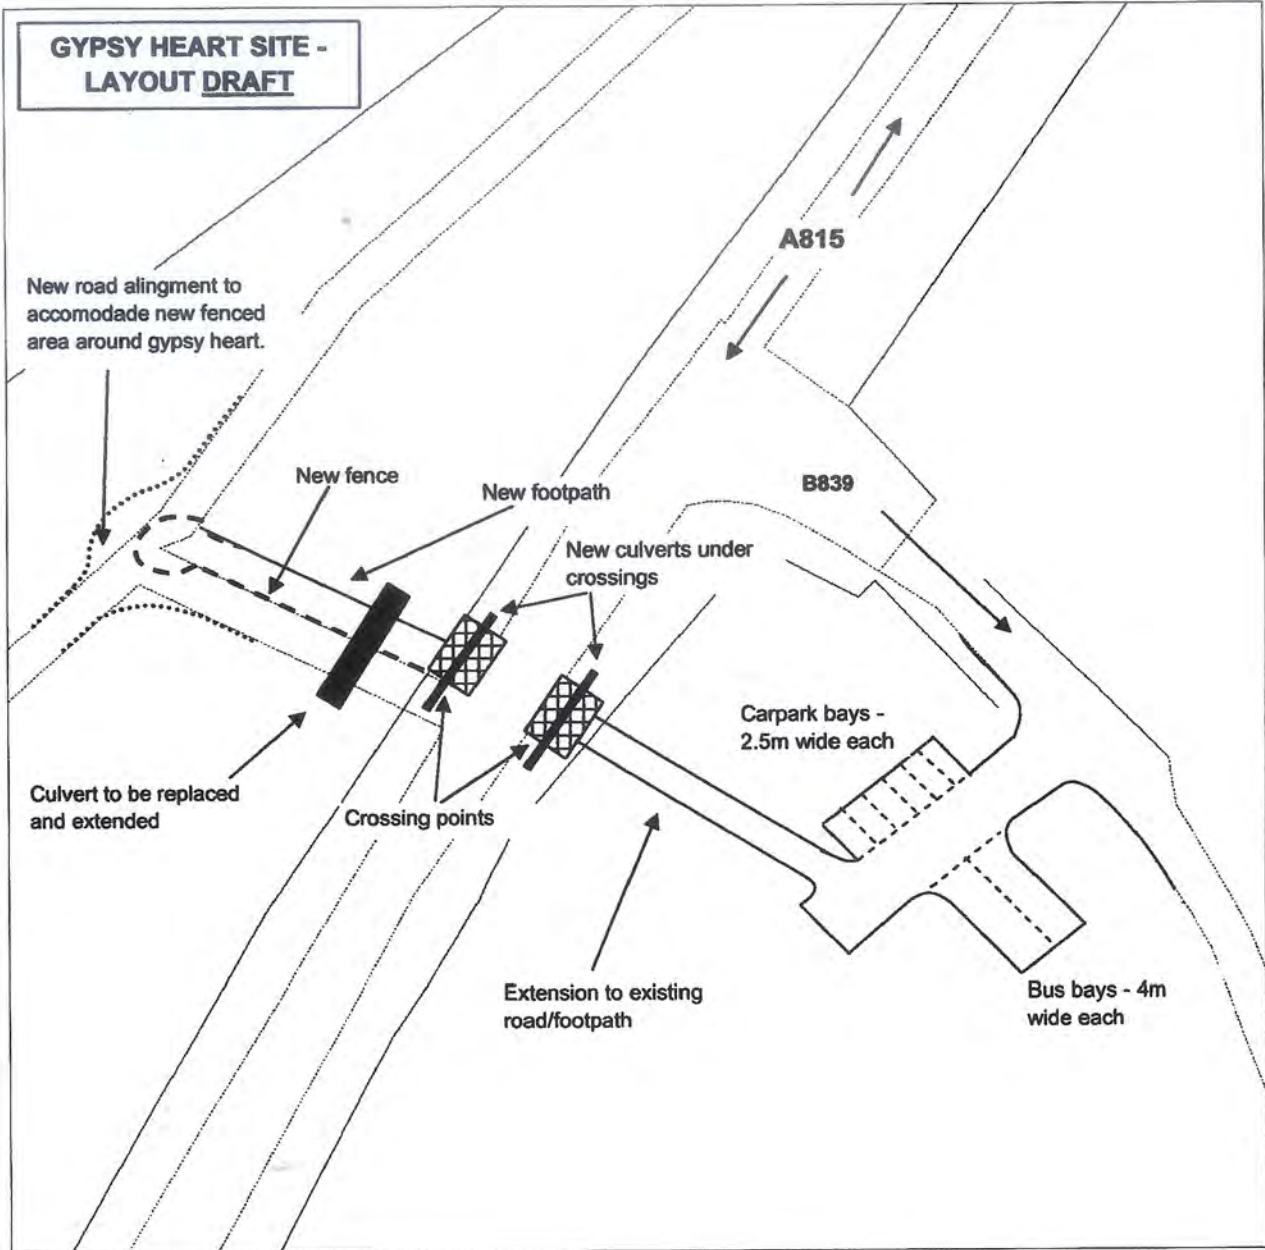 GYPSY HEART SITE -
LAYOUT DRAFT
A815
New road alingment to
accomodade new fenced
area around gypsy heart.
New fence
New footpath
B839
New culverts under
crossings
Carpark bays -
2.5m wide each
Culvert to be replaced
and extended
Crossing points
Extension to existing
road/footpath
Bus bays - 4m
wide each